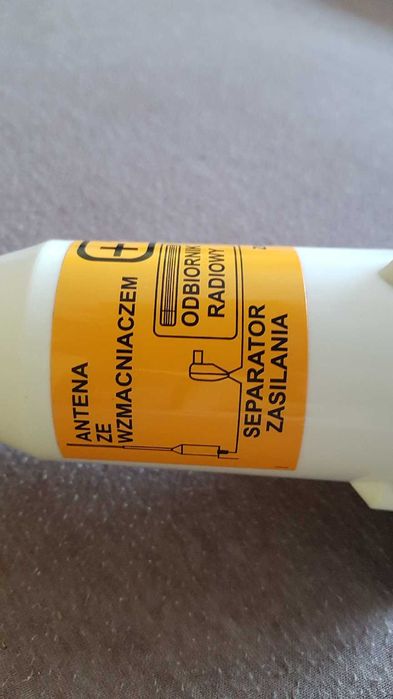 ANTENA
ZE
WZMACNIACZEM
ODBIORNIK
RADIOWY
SEPARATOR
ZASILANIA